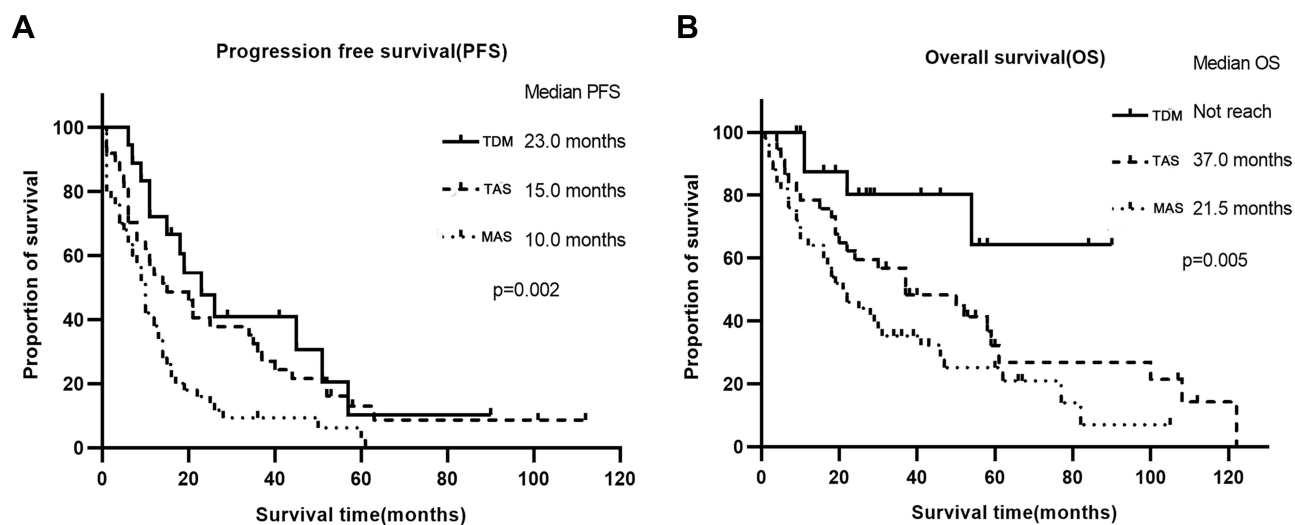 A
Progression free survival(PFS)
Median PFS
TDM 23.0 months
TAS 15.0 months
MAS 10.0 months
p=0.002
Proportion of survival
100
80
60
40
20
0
0 20 40 60 80 100 120
Survival time(months)
B
Overall survival(OS)
Median OS
TDM Not reach
TAS 37.0 months
MAS 21.5 months
p=0.005
Proportion of survival
100
80
60
40
20
0
0 20 40 60 80 100 120
Survival time(months)